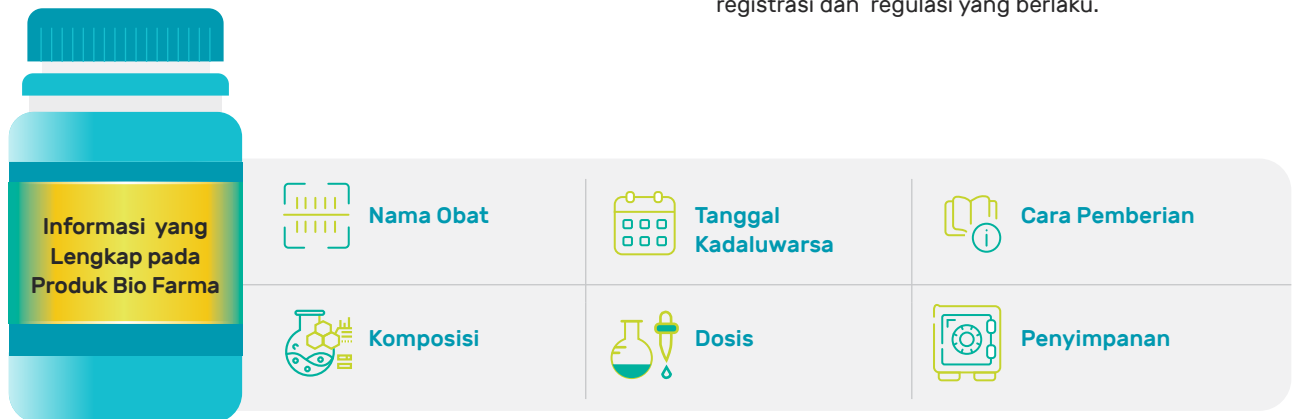 registrasi dan regulasi yang berlaku.
Informasi yang
Lengkap pada
Produk Bio Farma
Nama Obat
Tanggal
Kadaluwarsa
Cara Pemberian
Komposisi
Dosis
Penyimpanan